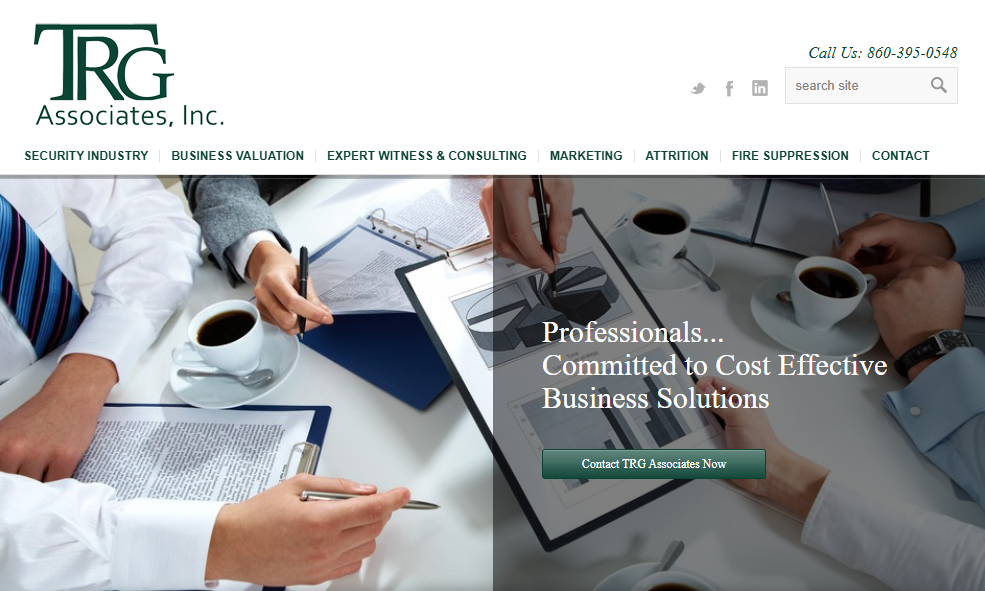 TRG
Associates, Inc.
Call Us: 860-395-0548
search site
SECURITY INDUSTRY
BUSINESS VALUATION
EXPERT WITNESS & CONSULTING
MARKETING
ATTRITION
FIRE SUPPRESSION
CONTACT
Professionals...
Committed to Cost Effective
Business Solutions
Contact TRG Associates Now